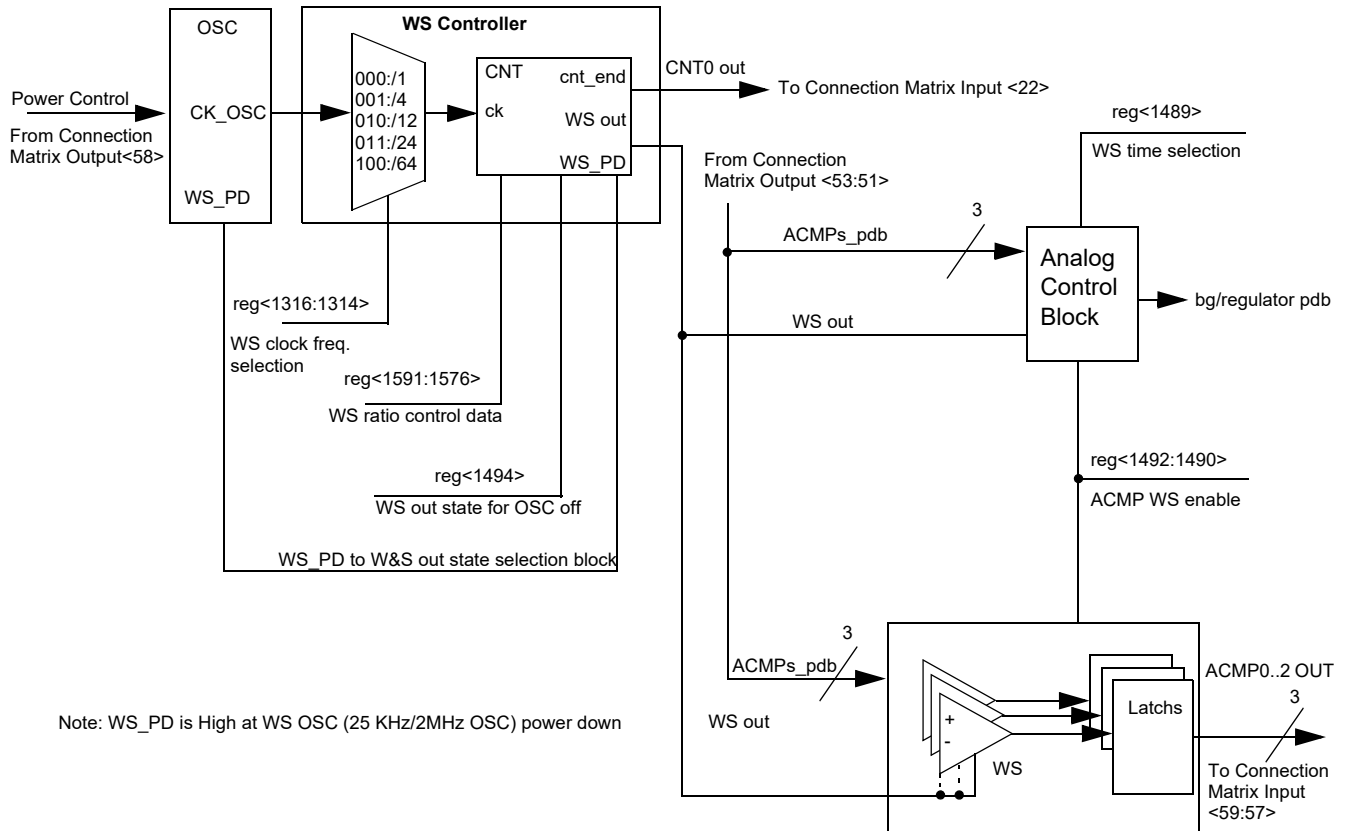 OSC
CK_OSC
WS_PD
Power Control
From Connection
Matrix Output<58>
WS Controller
000:/1
001:/4
010:/12
011:/24
100:/64
CNT
ck
cnt_end
WS out
WS_PD
CNT0 out
To Connection Matrix Input <22>
reg<1316:1314>
WS clock freq.
selection
reg<1591:1576>
WS ratio control data
reg<1494>
WS out state for OSC off
WS_PD to W&S out state selection block
From Connection
Matrix Output <53:51>
ACMPs_pdb
3
WS out
reg<1489>
WS time selection
Analog
Control
Block
bg/regulator pdb
reg<1492:1490>
ACMP WS enable
ACMPs_pdb
3
WS out
+
-
WS
Latchs
ACMP0..2 OUT
3
To Connection
Matrix Input
<59:57>
Note: WS_PD is High at WS OSC (25 KHz/2MHz OSC) power down